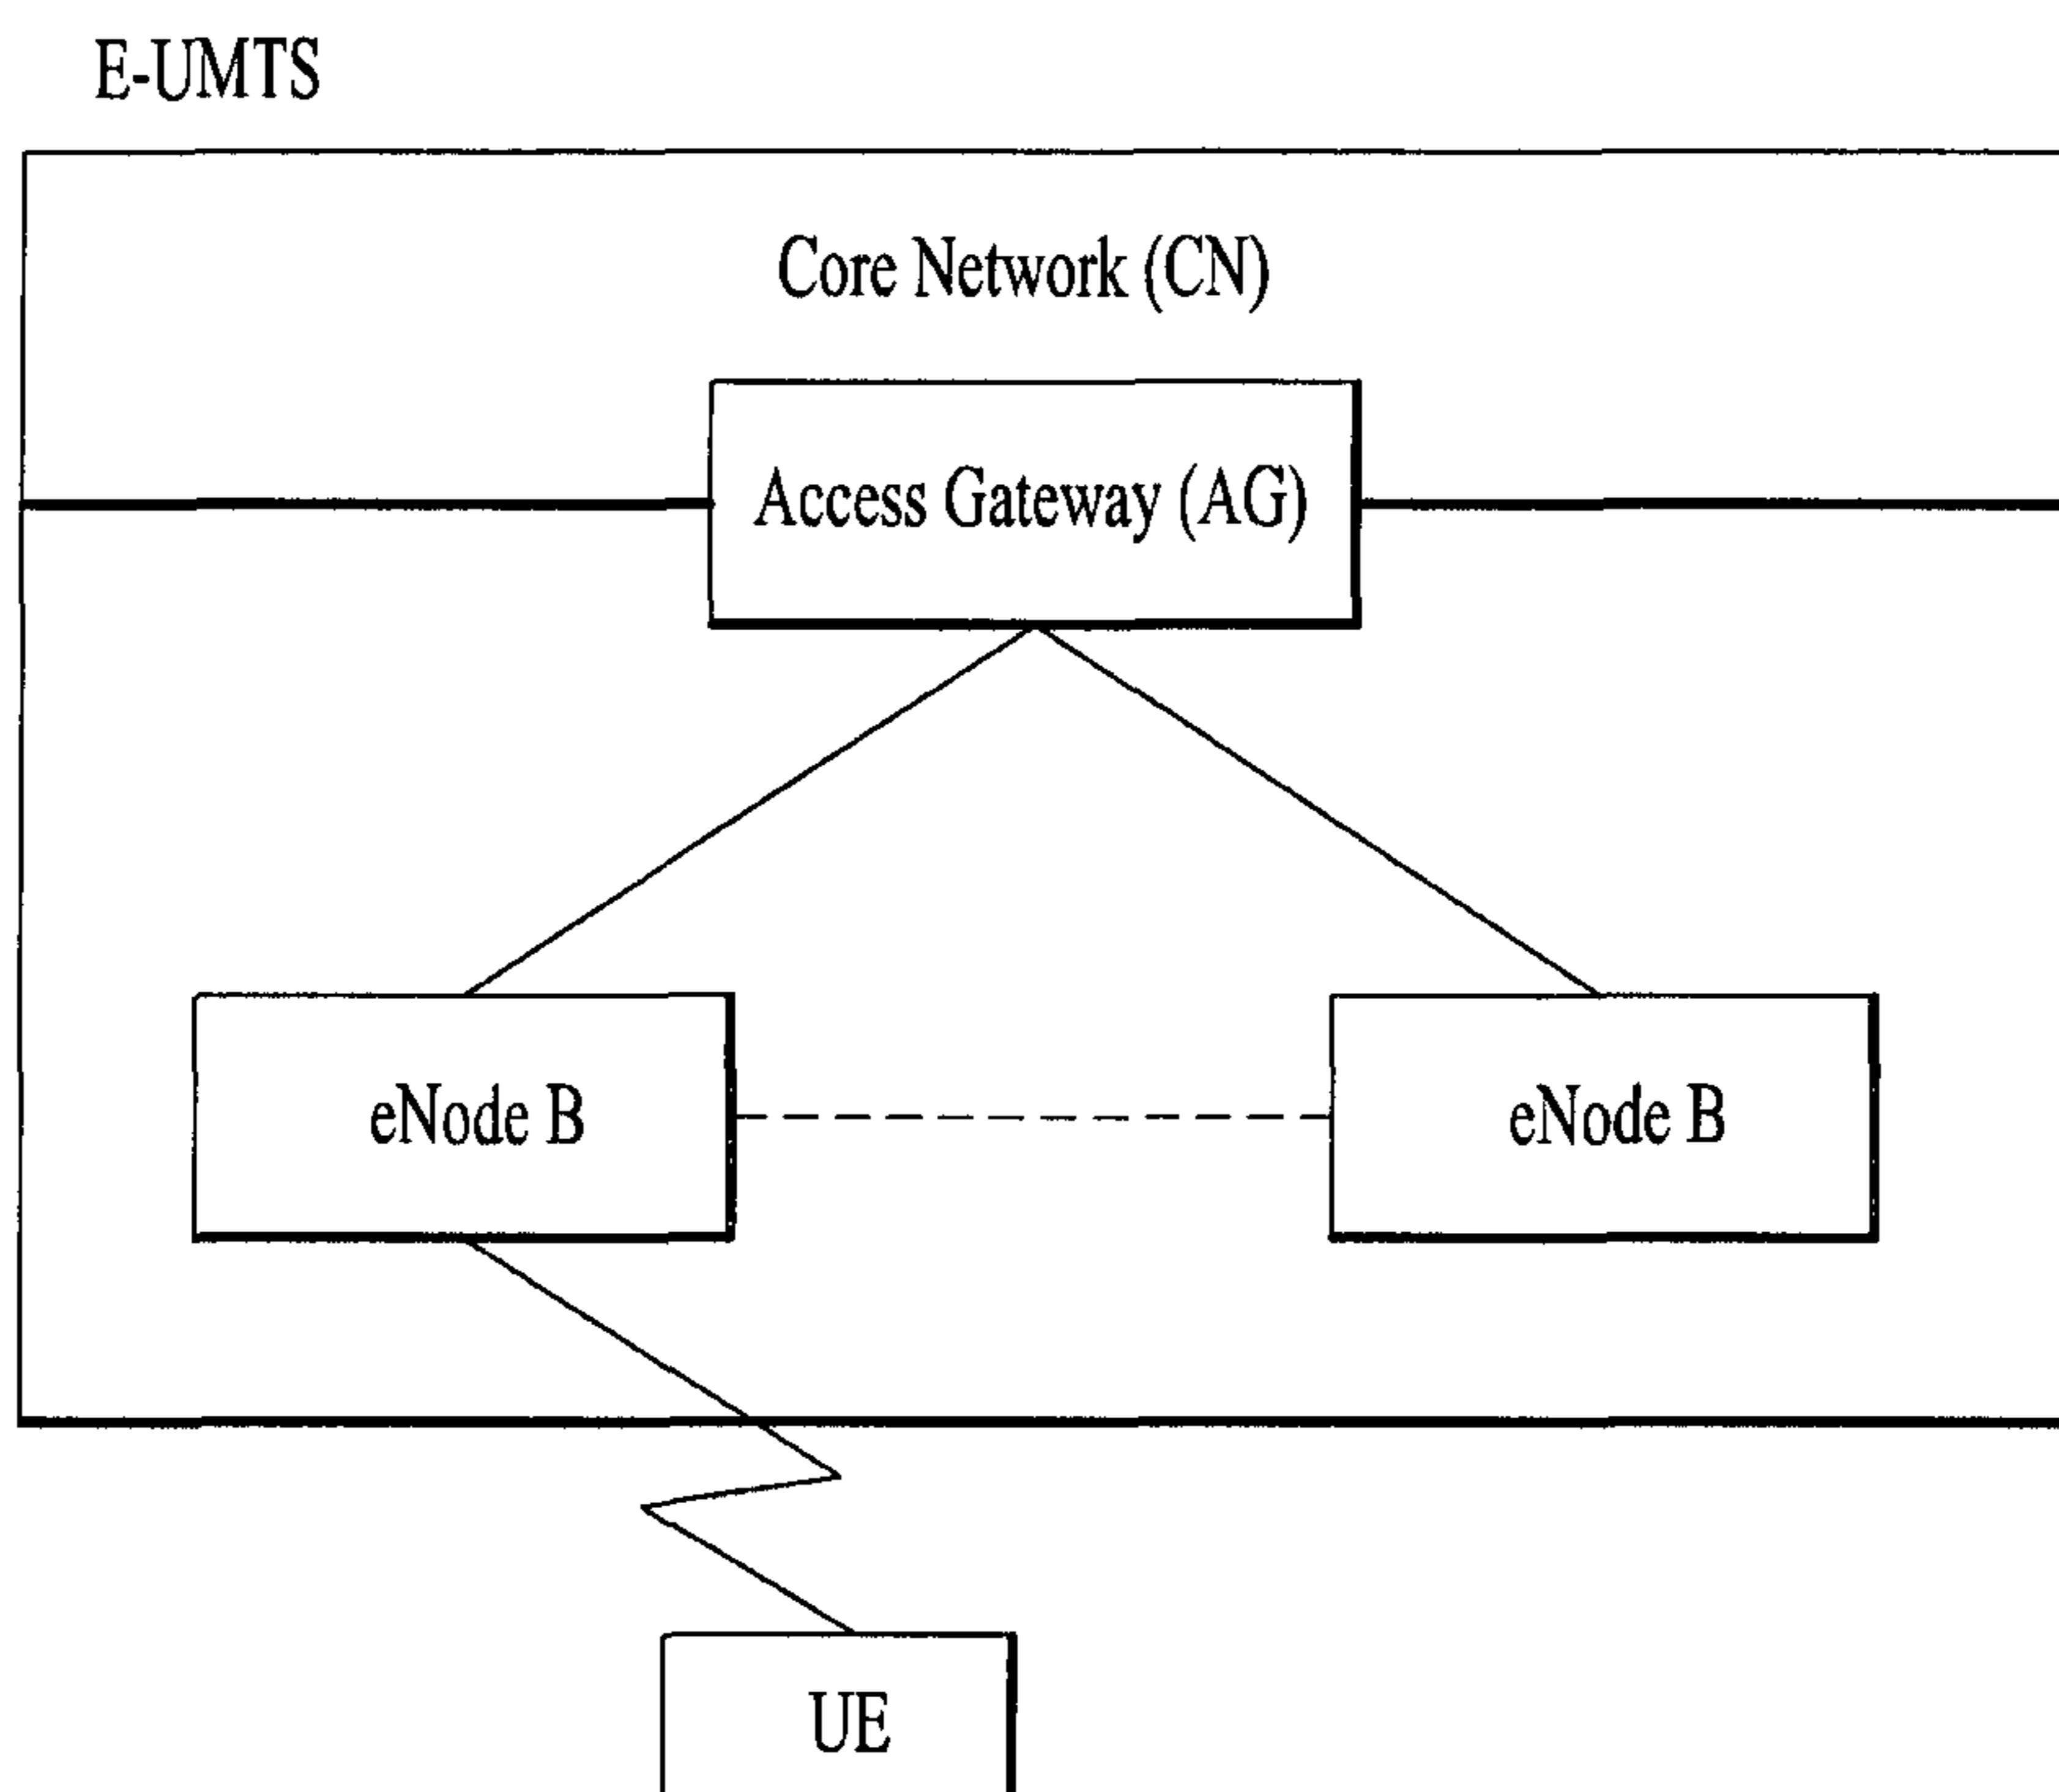 E-UMTS
Core Network (CN)
Access Gateway (AG)
eNode B
eNode B
UE